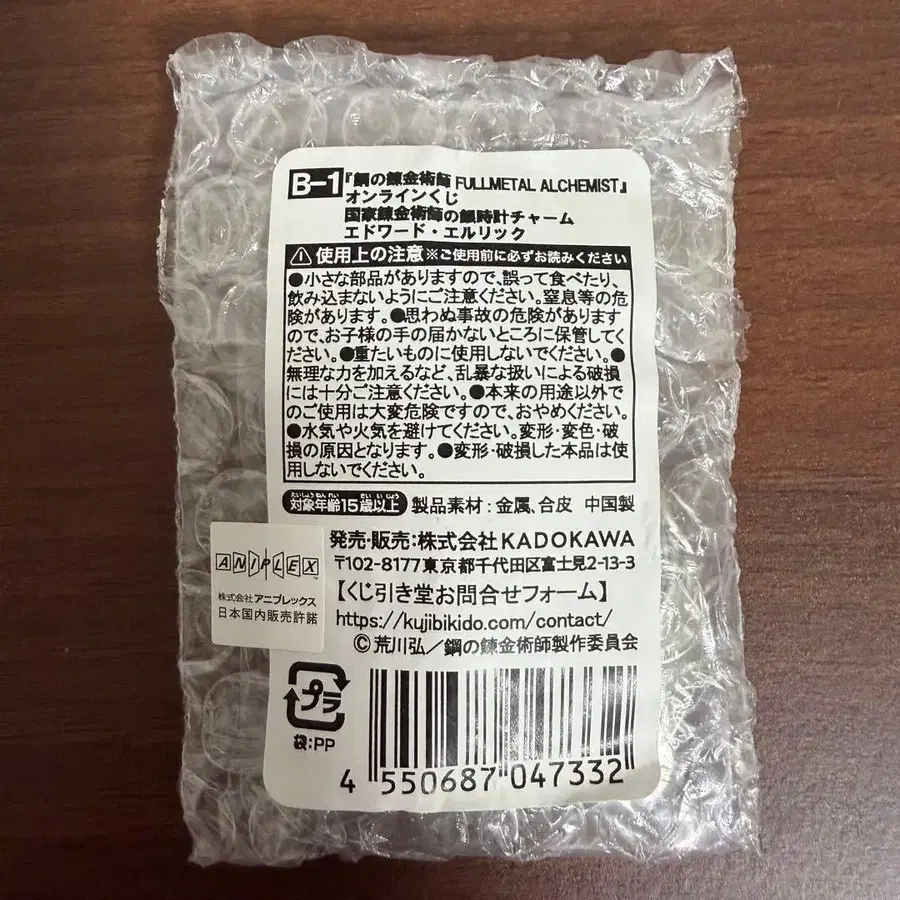 B-1 『鋼の錬金術師 FULLMETAL ALCHEMIST』
オンラインくじ
国家錬金術師の銀時計チャーム
エドワード・エルリック
⚠ 使用上の注意 ※ご使用前に必ずお読みください
●小さな部品がありますので、誤って食べたり、
飲み込まないようにご注意ください。窒息等の危
険があります。●思わぬ事故の危険があります
ので、お子様の手の届かないところに保管してく
ださい。●重たいものに使用しないでください。●
無理な力を加えるなど、乱暴な扱いによる破損
には十分ご注意ください。●本来の用途以外で
のご使用は大変危険ですので、おやめください。
●水気や火気を避けてください。変形・変色・破
損の原因となります。●変形・破損した本品は使
用しないでください。
たいしょうねんれい さいいじょう
対象年齢15歳以上 製品素材:金属、合皮 中国製
発売・販売:株式会社KADOKAWA
〒102-8177東京都千代田区富士見2-13-3
【くじ引き堂お問合せフォーム】
https://kujibikido.com/contact/
© 荒川弘/鋼の錬金術師製作委員会
ANIPLEX™
株式会社アニプレックス
日本国内販売許諾
プラ
袋:PP
4 550687 047332